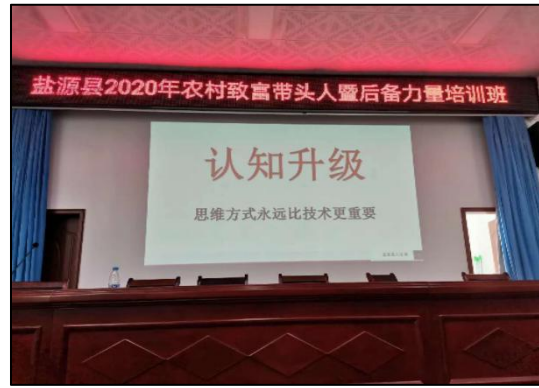 盐源县2020年农村致富带头人暨后备力量培训班
认知升级
思维方式永远比技术更重要